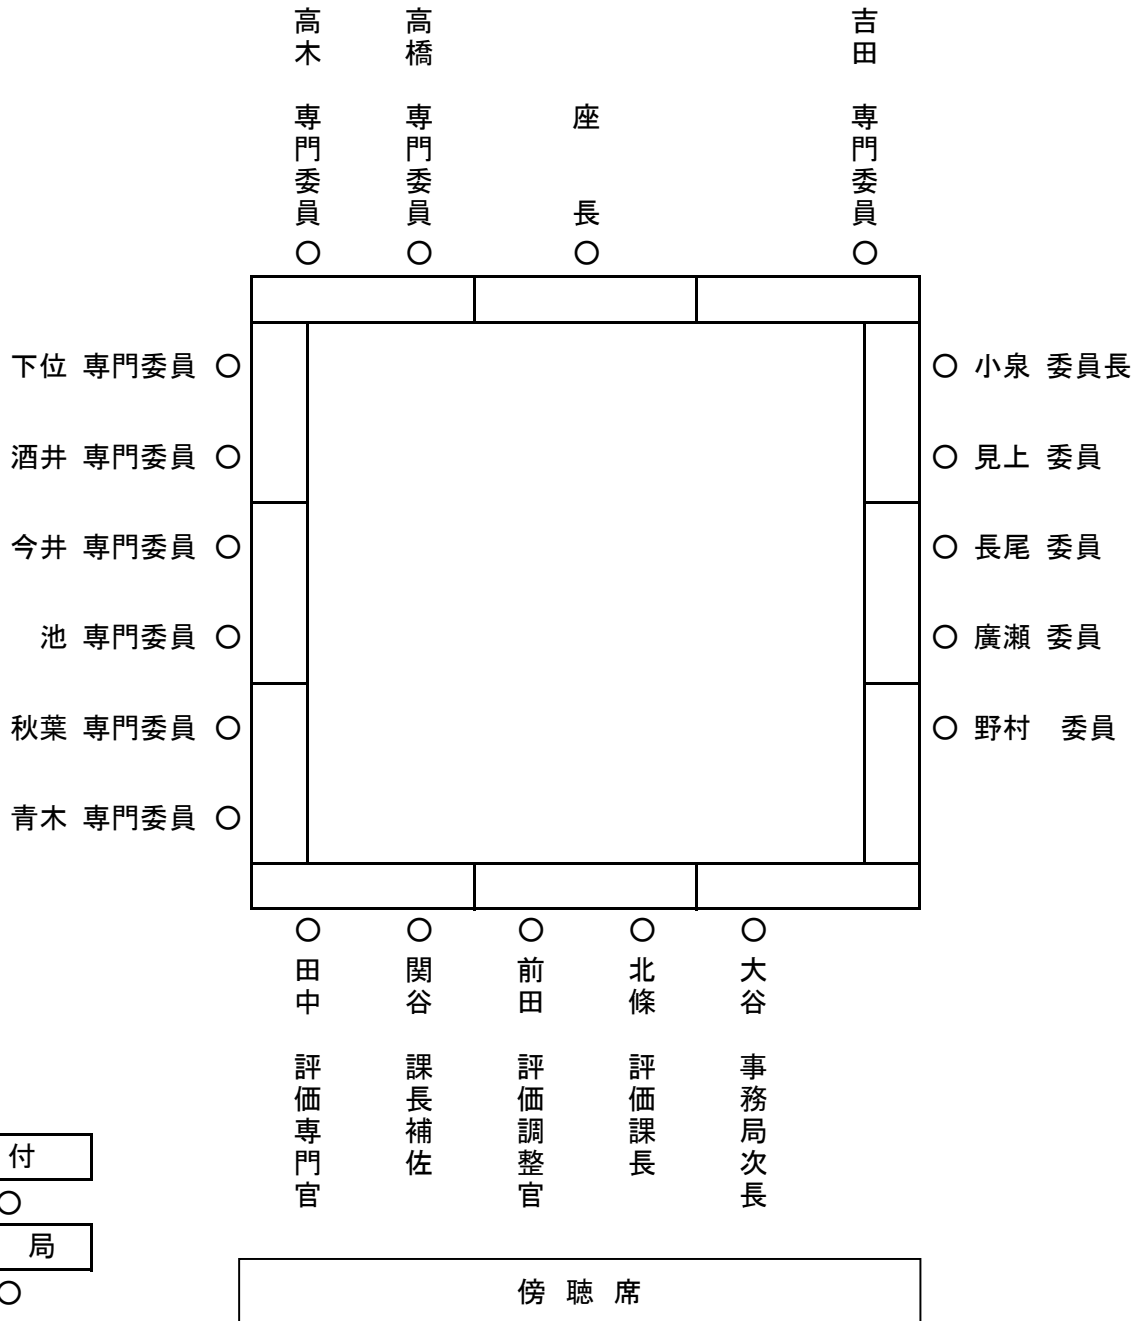 高木 専門委員
高橋 専門委員
座長
吉田 専門委員
下位 専門委員
小泉 委員長
酒井 専門委員
見上 委員
今井 専門委員
長尾 委員
池 専門委員
廣瀬 委員
秋葉 専門委員
野村 委員
青木 専門委員
田中 評価専門官
関谷 課長補佐
前田 評価調整官
北條 評価課長
大谷 事務局次長
付
局
傍聴席